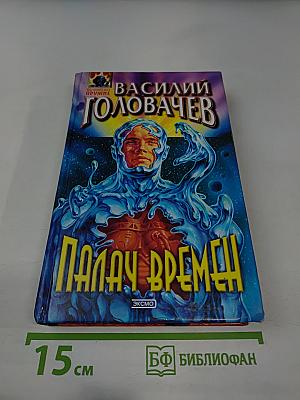 ВАСИЛИЙ
ГОЛОВАЧЕВ
ПАЛАЧ ВРЕМЕН
ЭКСМО
15 см
БФ БИБЛИОФАН